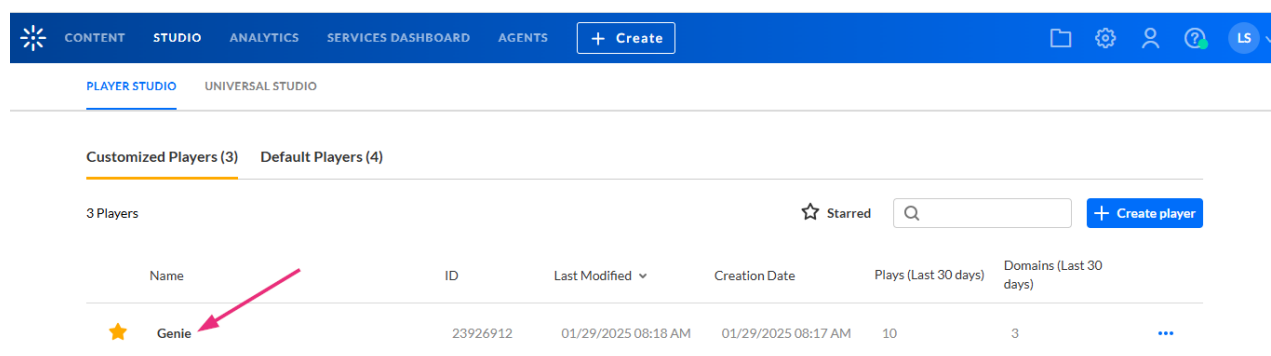 CONTENT STUDIO ANALYTICS SERVICES DASHBOARD AGENTS + Create LS
PLAYER STUDIO UNIVERSAL STUDIO
Customized Players (3) Default Players (4)
3 Players Starred + Create player
Name ID Last Modified Creation Date Plays (Last 30 days) Domains (Last 30
days)
Genie 23926912 01/29/2025 08:18 AM 01/29/2025 08:17 AM 10 3